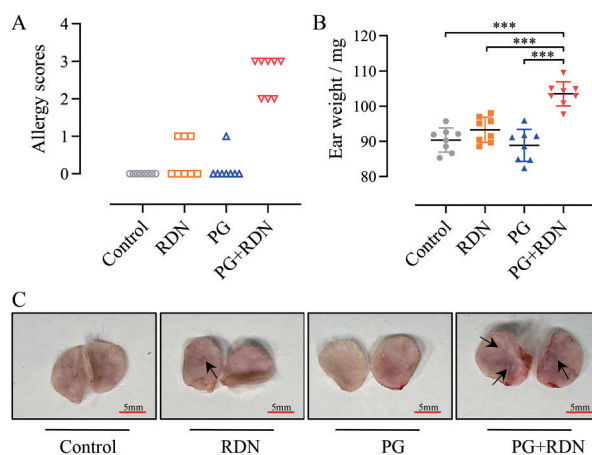 A
Allergy scores
4
3
2
1
0
Control
RDN
PG
PG+RDN
B
Ear weight / mg
120
110
100
90
80
***
***
***
Control
RDN
PG
PG+RDN
C
5mm
5mm
5mm
5mm
Control
RDN
PG
PG+RDN